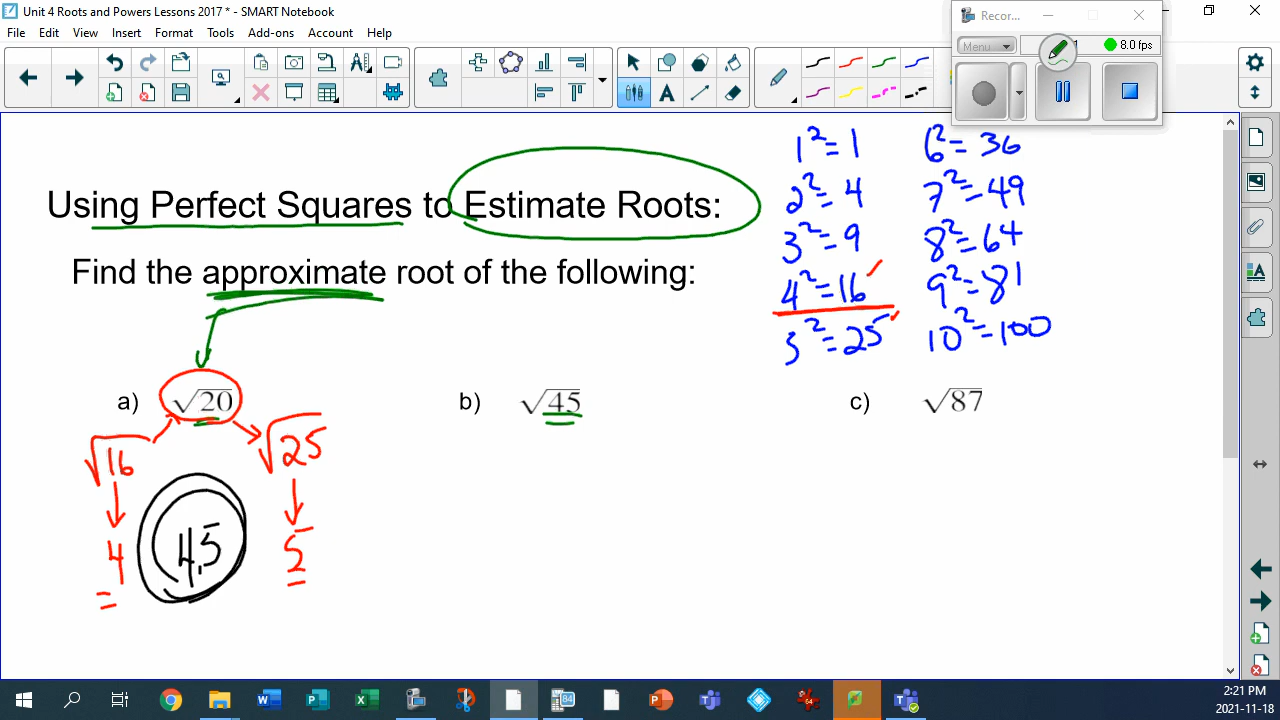 Unit 4 Roots and Powers Lessons 2017 * - SMART Notebook
File Edit View Insert Format Tools Add-ons Account Help
Recor...
Menu
8.0 fps
Using Perfect Squares to Estimate Roots:
Find the approximate root of the following:
1² = 1
2² = 4
3² = 9
4² = 16
5² = 25
6² = 36
7² = 49
8² = 64
9² = 81
10² = 100
a) √20
b) √45
c) √87
√16 √25
4 4.5 5
2:21 PM
2021-11-18